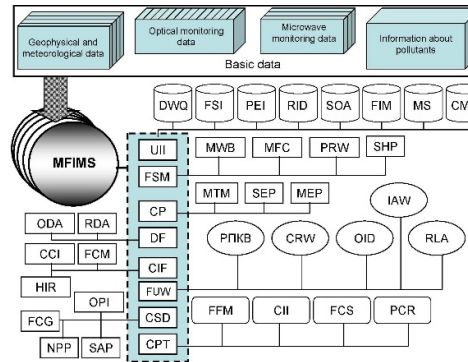 Geophysical and
meteorological data
Optical monitoring
data
Microwave
monitoring data
Information about
pollutants
Basic data
DWQ FSI PEI RID SOA FIM MS CM
MFIMS
UII MWB MFC PRW SHP
FSM
MTM SEP MEP
CP
IAW
ODA RDA
DF
РПКВ CRW OID RLA
CCI FCM
CIF
HIR
FUW
OPI
FFM CII FCS PCR
FCG
CSD
NPP SAP
CPT